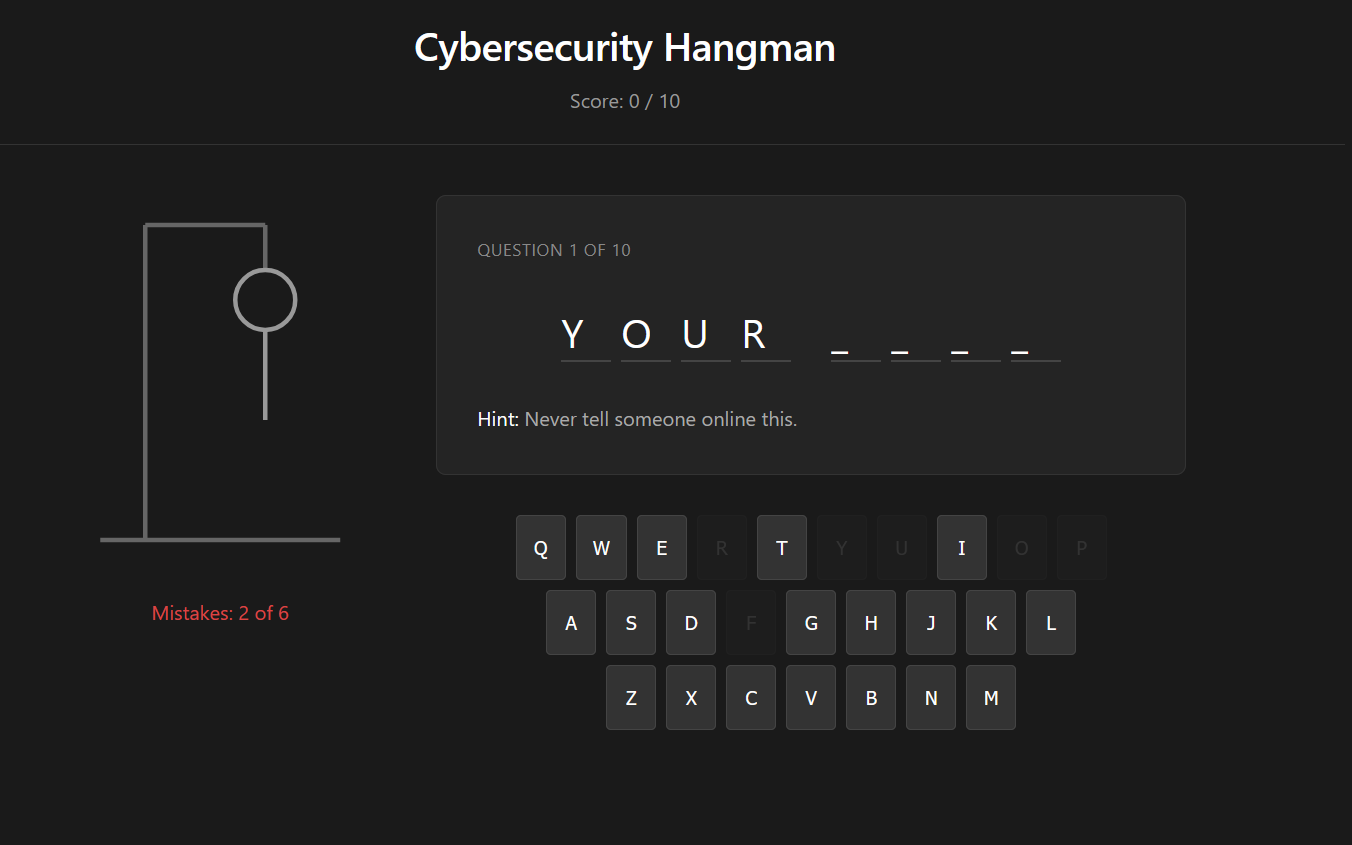 Cybersecurity Hangman
Score: 0 / 10
QUESTION 1 OF 10
Y O U R _ _ _ _
Hint: Never tell someone online this.
Q W E R T Y U I O P
A S D F G H J K L
Z X C V B N M
Mistakes: 2 of 6